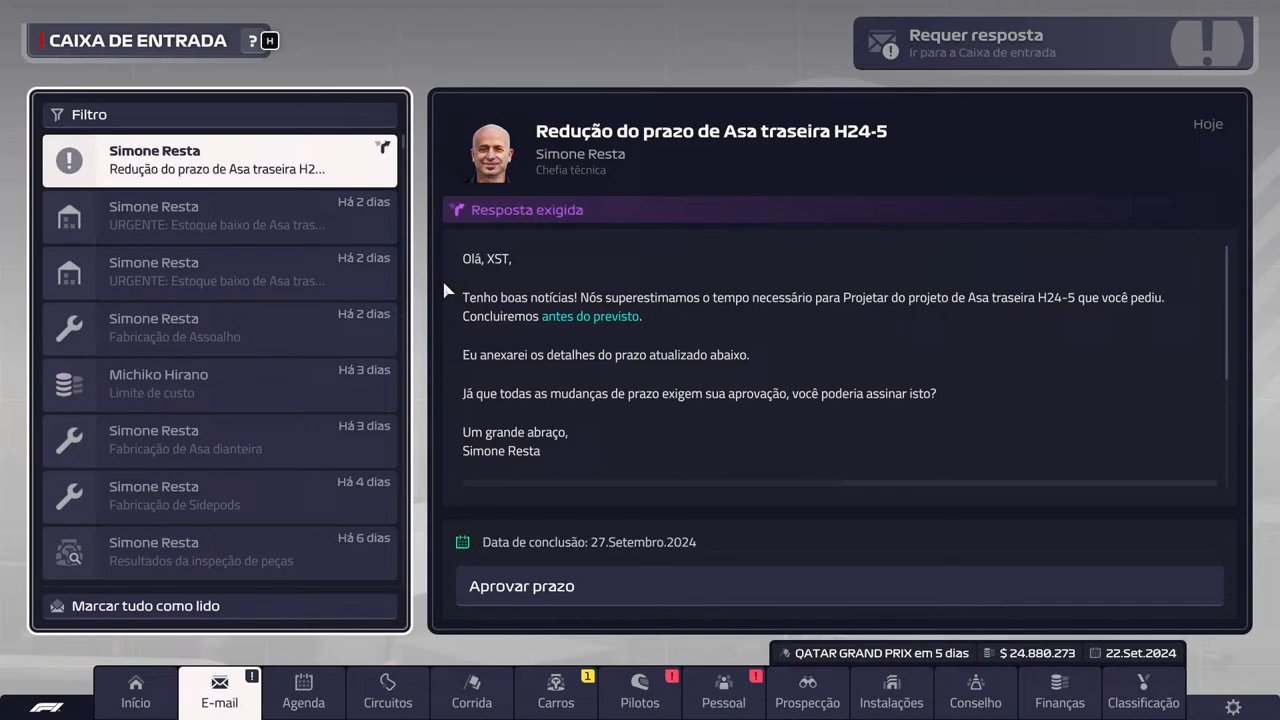 CAIXA DE ENTRADA
? H
Requer resposta
Ir para a Caixa de entrada
Filtro
Simone Resta
Redução do prazo de Asa traseira H2...
Simone Resta
Há 2 dias
URGENTE: Estoque baixo de Asa tras...
Simone Resta
Há 2 dias
URGENTE: Estoque baixo de Asa tras...
Simone Resta
Há 2 dias
Fabricação de Assoalho
Michiko Hirano
Há 3 dias
Limite de custo
Simone Resta
Há 3 dias
Fabricação de Asa dianteira
Simone Resta
Há 4 dias
Fabricação de Sidepods
Simone Resta
Há 6 dias
Resultados da inspeção de peças
Marcar tudo como lido
Redução do prazo de Asa traseira H24-5
Hoje
Simone Resta
Chefia técnica
Resposta exigida
Olá, XST,
Tenho boas notícias! Nós superestimamos o tempo necessário para Projetar do projeto de Asa traseira H24-5 que você pediu.
Concluiremos antes do previsto.
Eu anexarei os detalhes do prazo atualizado abaixo.
Já que todas as mudanças de prazo exigem sua aprovação, você poderia assinar isto?
Um grande abraço,
Simone Resta
Data de conclusão: 27.Setembro.2024
Aprovar prazo
QATAR GRAND PRIX em 5 dias
$ 24.880.273
22.Set.2024
F1
Início
E-mail
!
Agenda
Circuitos
Corrida
Carros
1
Pilotos
!
Pessoal
!
Prospecção
Instalações
Conselho
Finanças
Classificação